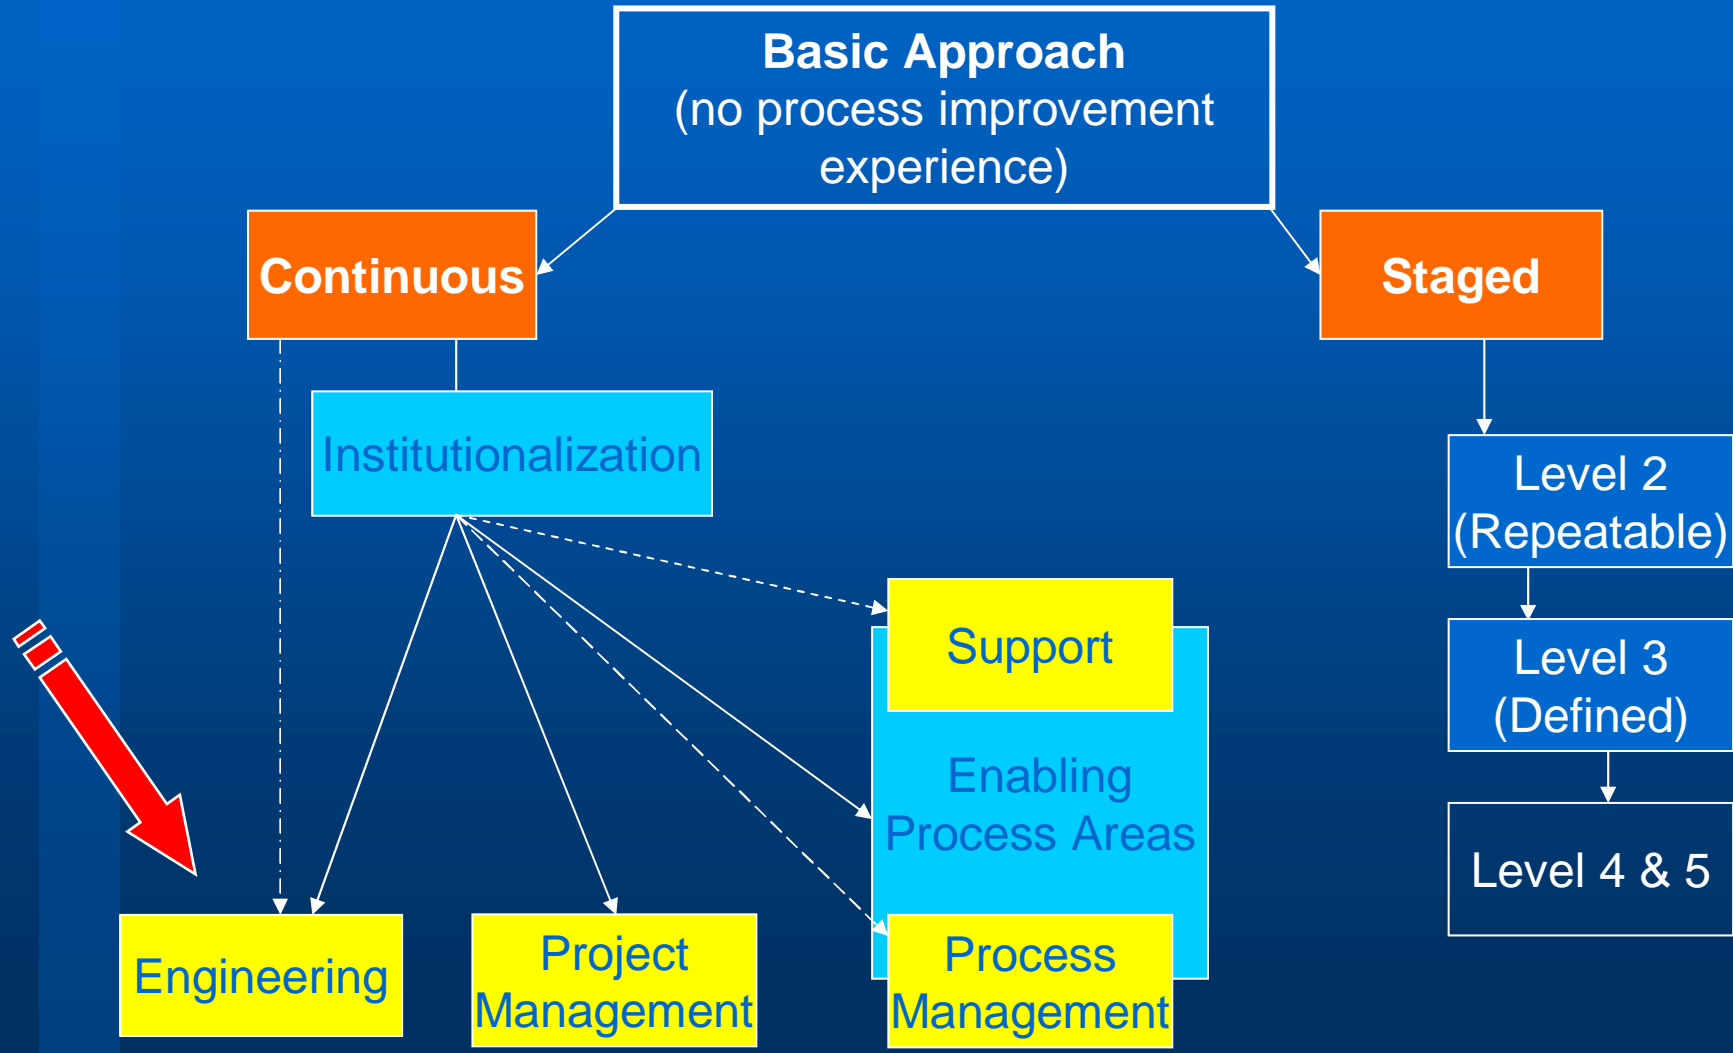 Basic Approach
(no process improvement
experience)
Continuous
Staged
Institutionalization
Level 2
(Repeatable)
Support
Level 3
(Defined)
Enabling
Process Areas
Level 4 & 5
Engineering
Project
Management
Process
Management